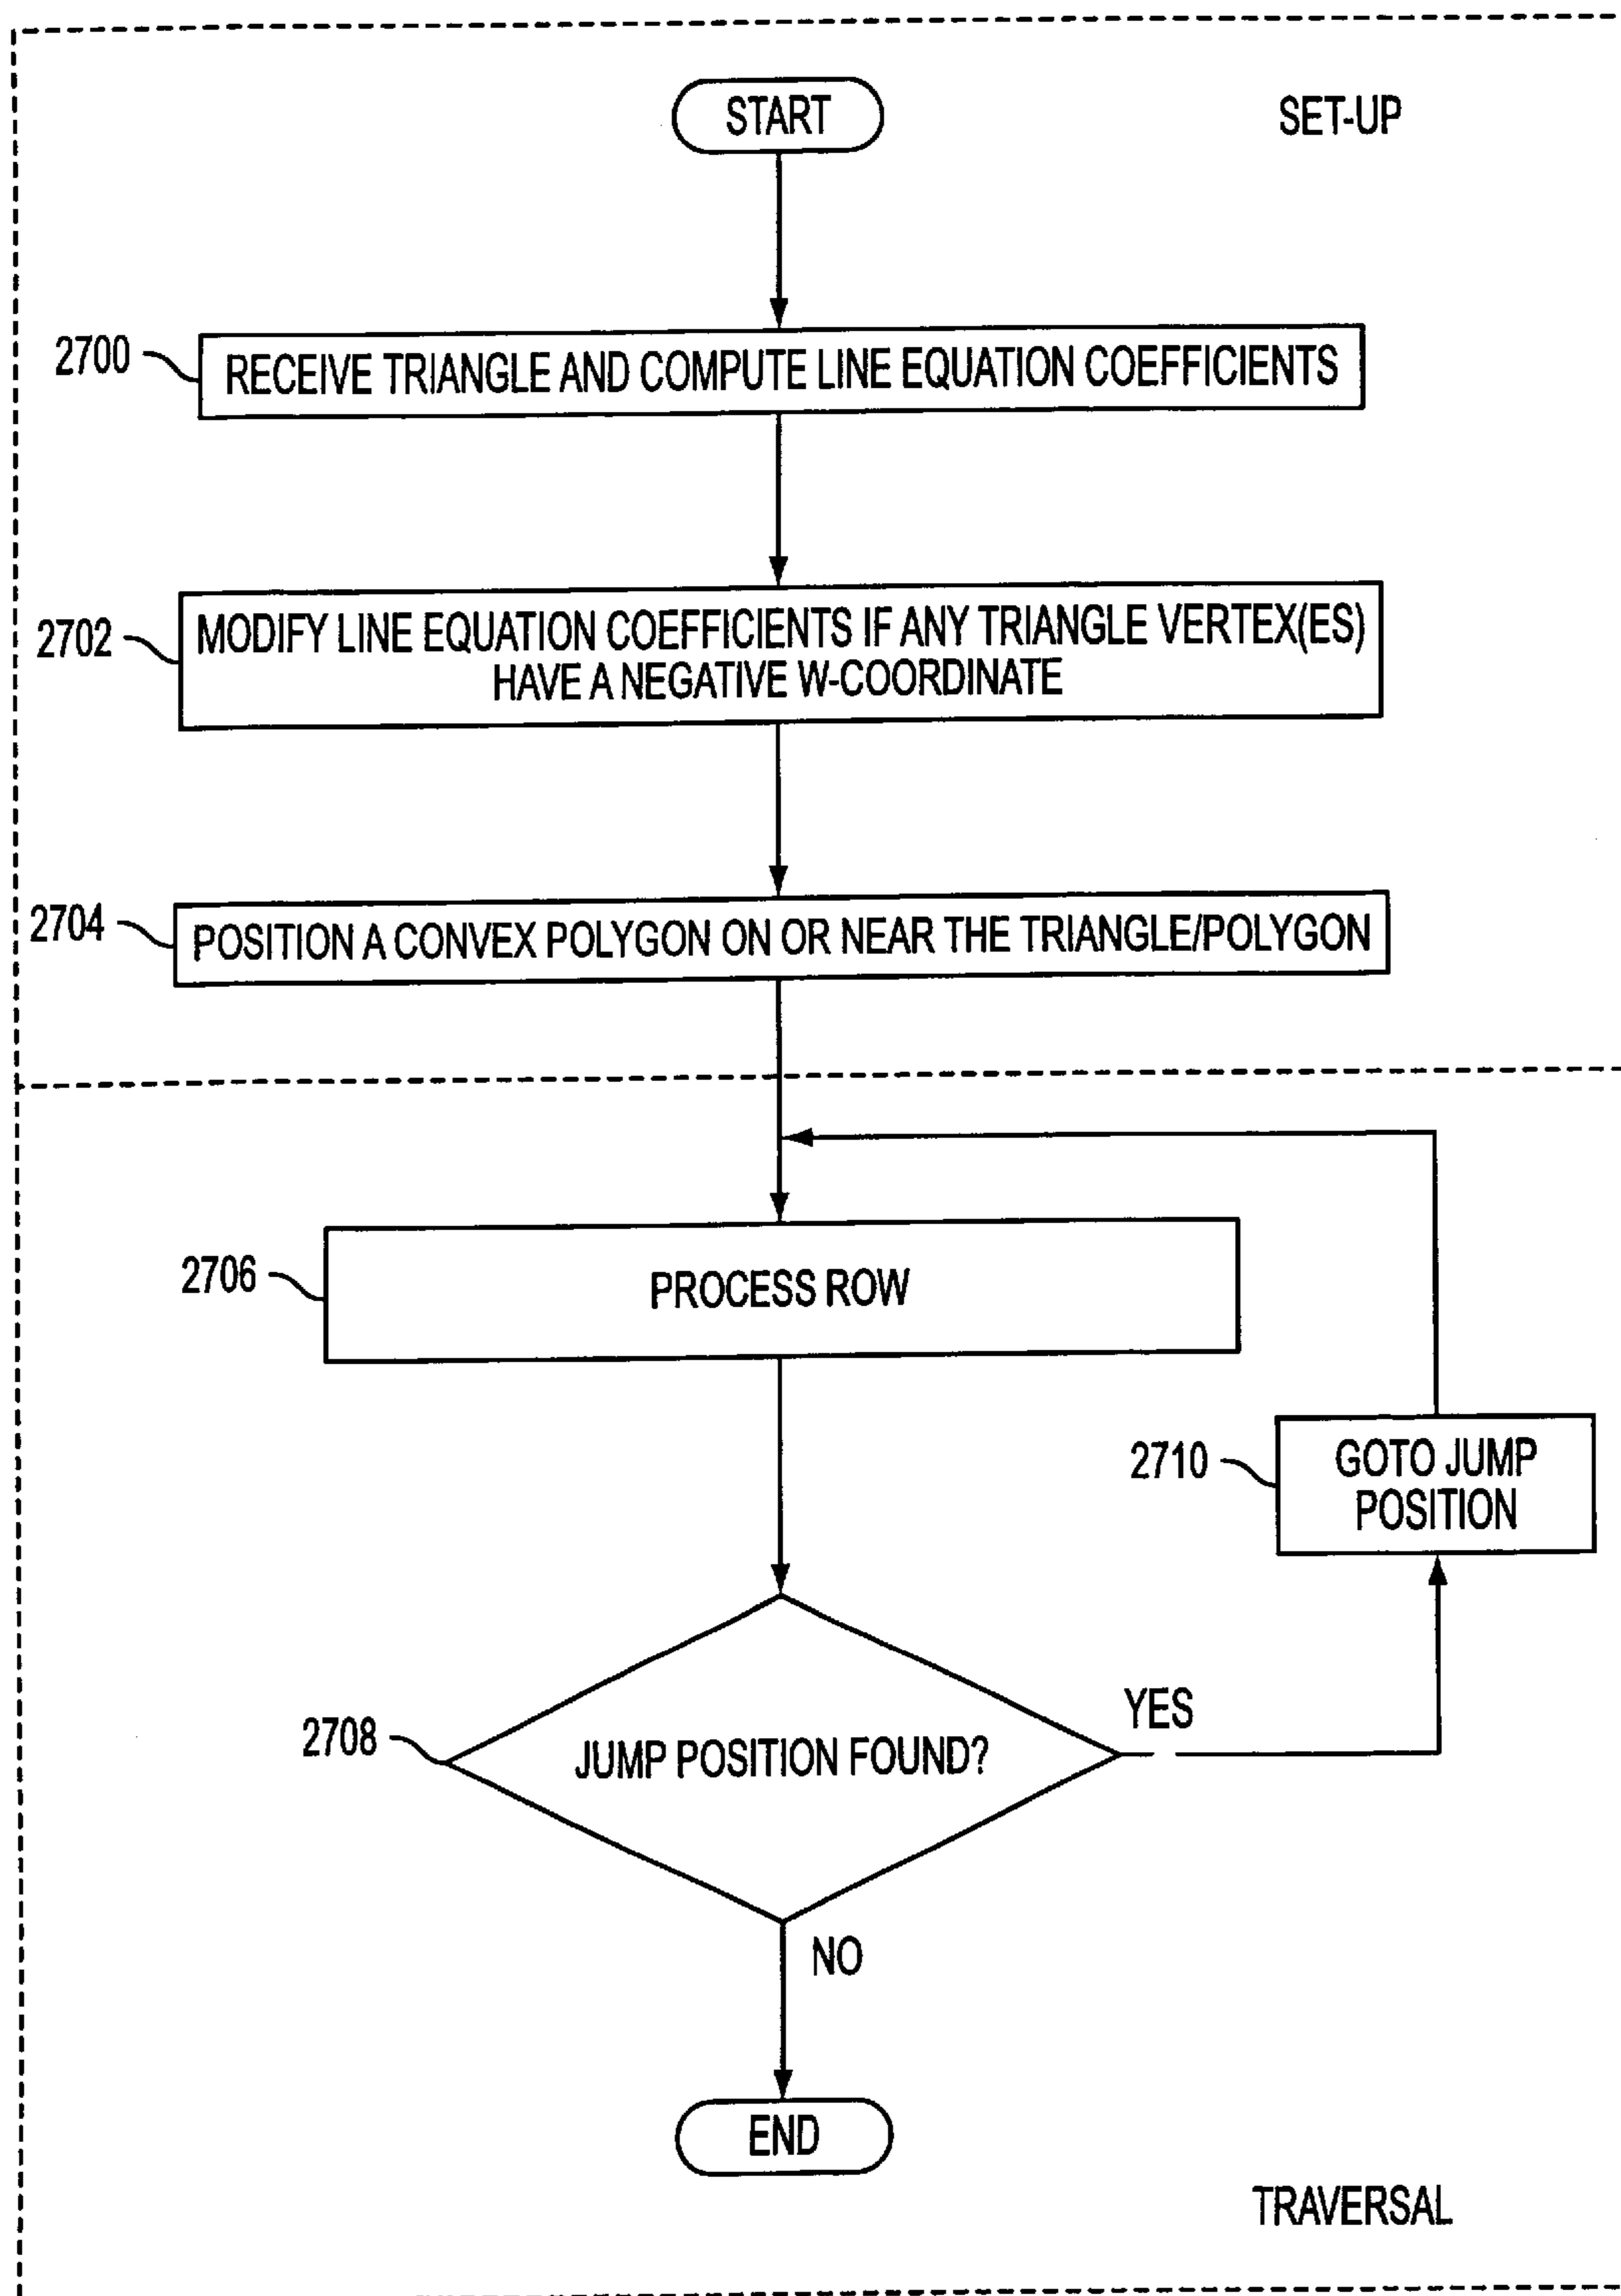 START
SET-UP
2700
RECEIVE TRIANGLE AND COMPUTE LINE EQUATION COEFFICIENTS
2702
MODIFY LINE EQUATION COEFFICIENTS IF ANY TRIANGLE VERTEX(ES)
HAVE A NEGATIVE W-COORDINATE
2704
POSITION A CONVEX POLYGON ON OR NEAR THE TRIANGLE/POLYGON
2706
PROCESS ROW
2710
GOTO JUMP
POSITION
YES
2708
JUMP POSITION FOUND?
NO
END
TRAVERSAL